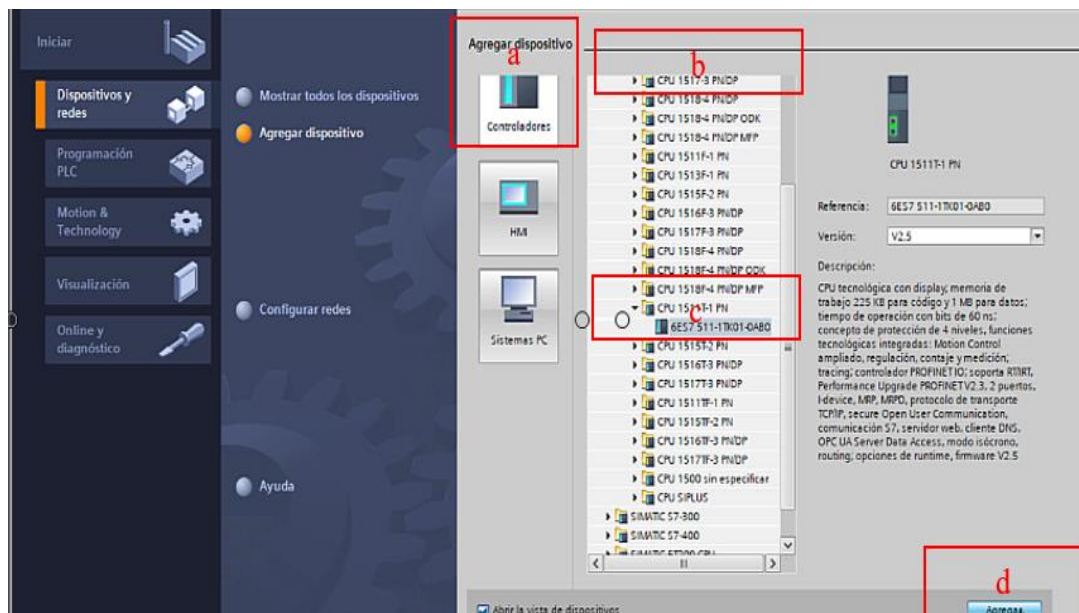 Iniciar
Dispositivos y
redes
Programación
PLC
Motion &
Technology
Visualización
Online y
diagnóstico
Mostrar todos los dispositivos
Agregar dispositivo
Configurar redes
Ayuda
Agregar dispositivo
a
Controladores
HMI
Sistemas PC
b
CPU 1517-3 PN/DP
CPU 1518-4 PN/DP
CPU 1518-4 PN/DP ODK
CPU 1518-4 PN/DP MFP
CPU 1511F-1 PN
CPU 1513F-1 PN
CPU 1515F-2 PN
CPU 1516F-3 PN/DP
CPU 1517F-3 PN/DP
CPU 1518F-4 PN/DP
CPU 1518F-4 PN/DP ODK
CPU 1518F-4 PN/DP MFP
CPU 1511T-1 PN
c
6ES7 511-1TK01-0AB0
CPU 1515T-2 PN
CPU 1516T-3 PN/DP
CPU 1517T-3 PN/DP
CPU 1511TF-1 PN
CPU 1515TF-2 PN
CPU 1516TF-3 PN/DP
CPU 1517TF-3 PN/DP
CPU 1500 sin especificar
CPU SIPLUS
SIMATIC S7-300
SIMATIC S7-400
SIMATIC ET200 CPU
CPU 1511T-1 PN
Referencia: 6ES7 511-1TK01-0AB0
Versión: V2.5
Descripción:
CPU tecnológica con display; memoria de
trabajo 225 KB para código y 1 MB para datos;
tiempo de operación con bits de 60 ns;
concepto de protección de 4 niveles, funciones
tecnológicas integradas: Motion Control
ampliado, regulación, contaje y medición;
tracing; controlador PROFINET IO; soporta RT/IRT,
Performance Upgrade PROFINET V2.3, 2 puertos,
I-device, MRP, MRPD, protocolo de transporte
TCP/IP, secure Open User Communication,
comunicación S7, servidor web, cliente DNS,
OPC UA Server Data Access, modo isócrono,
routing; opciones de runtime, firmware V2.5
d
Abrir la vista de dispositivos
Agregar